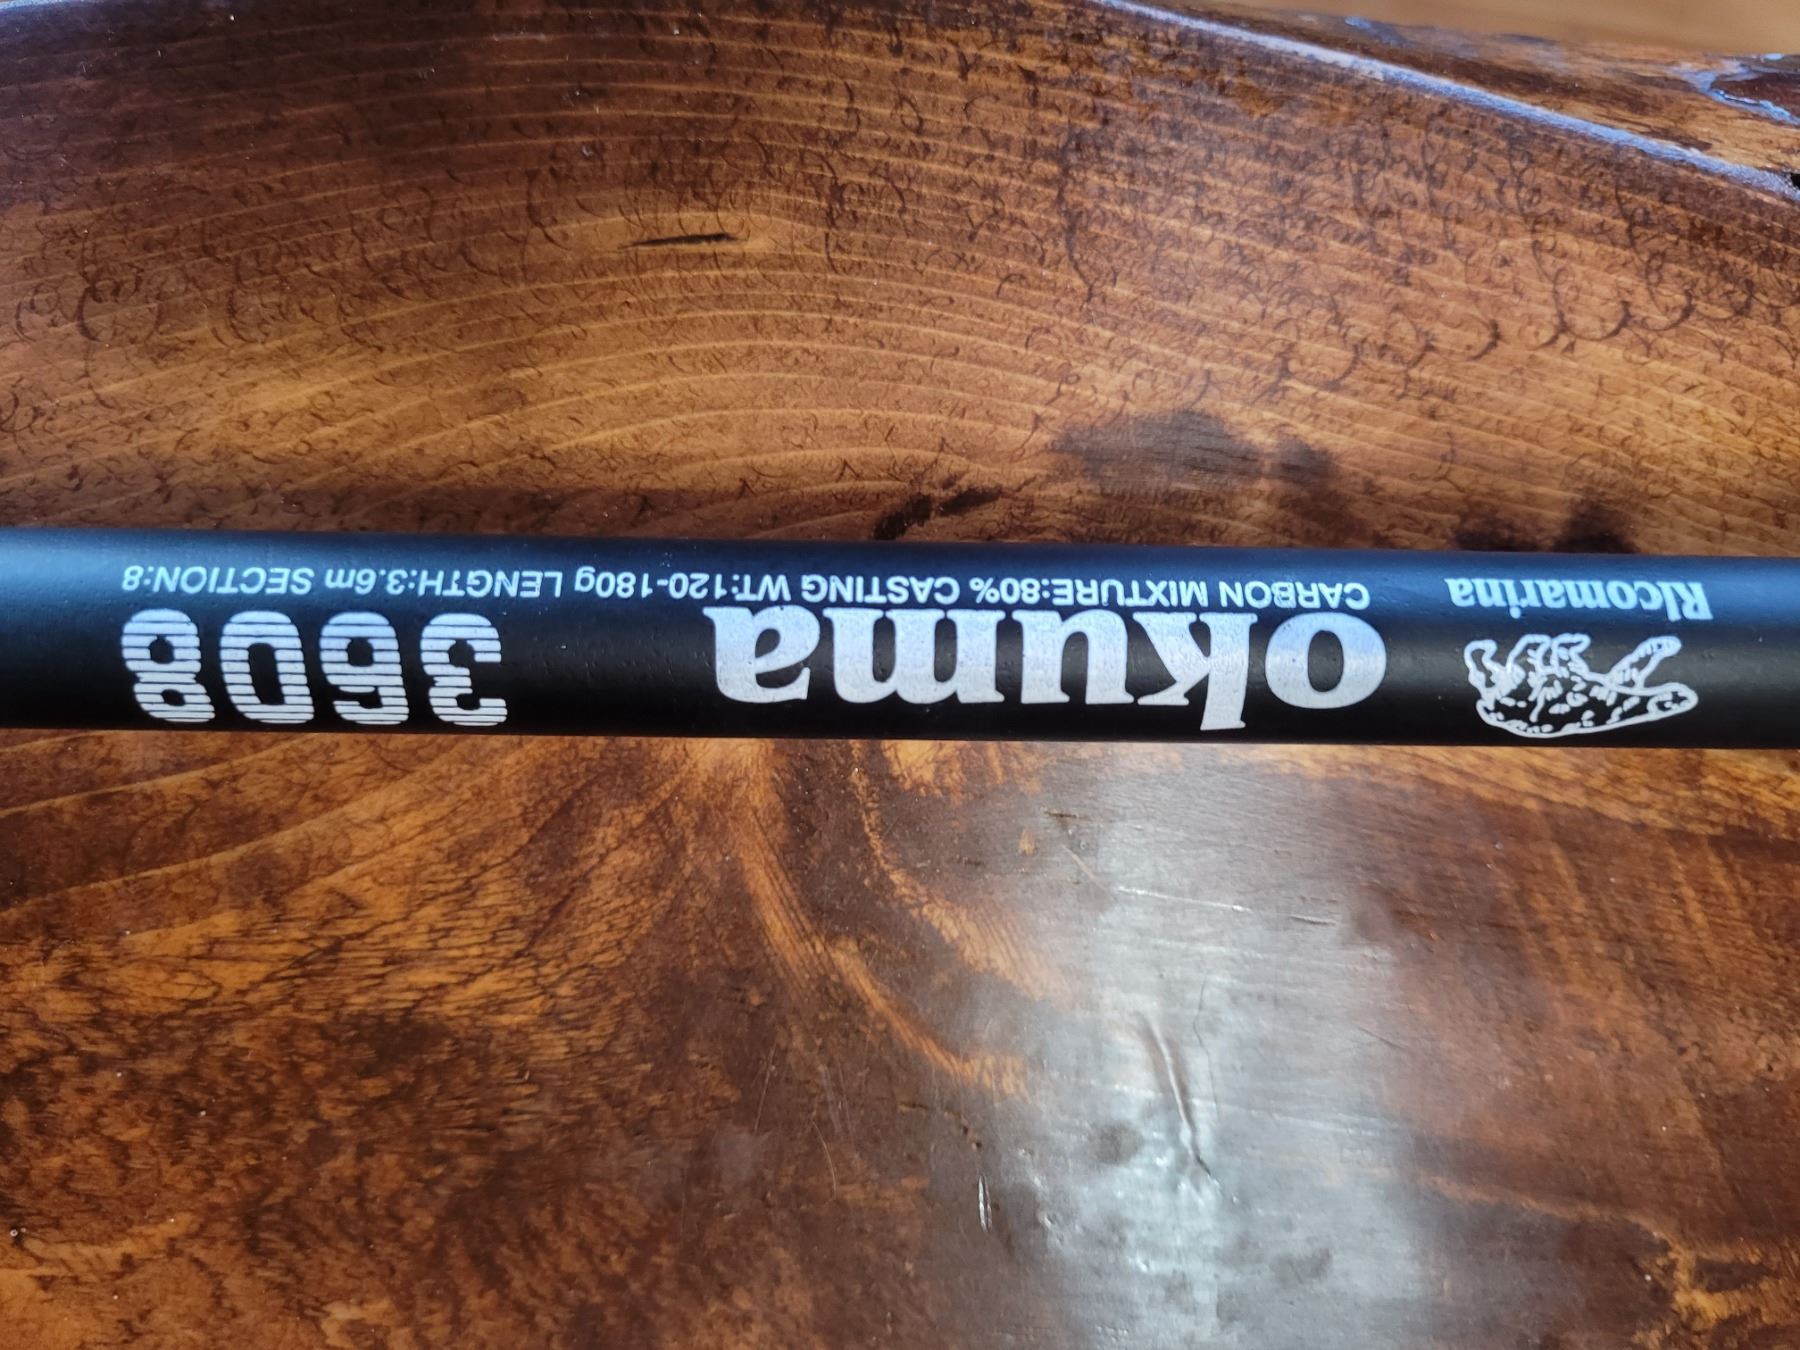 Ricomarina
okuma 3608
CARBON MIXTURE:80% CASTING WT:120-180g LENGTH:3.6m SECTION:8